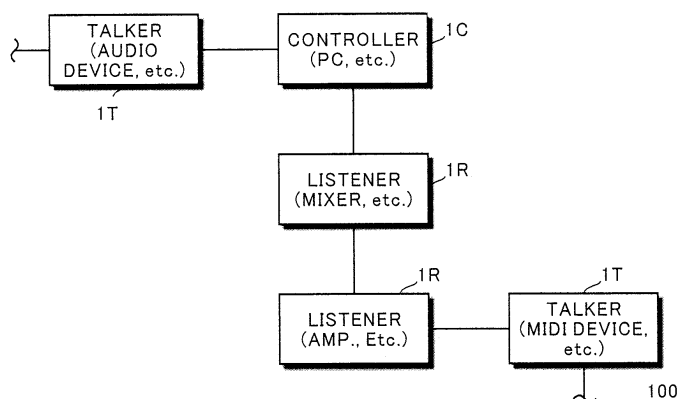 TALKER
(AUDIO
DEVICE, etc.)
1T
CONTROLLER
(PC, etc.)
1C
LISTENER
(MIXER, etc.)
1R
1R
LISTENER
(AMP., Etc.)
1T
TALKER
(MIDI DEVICE,
etc.)
100